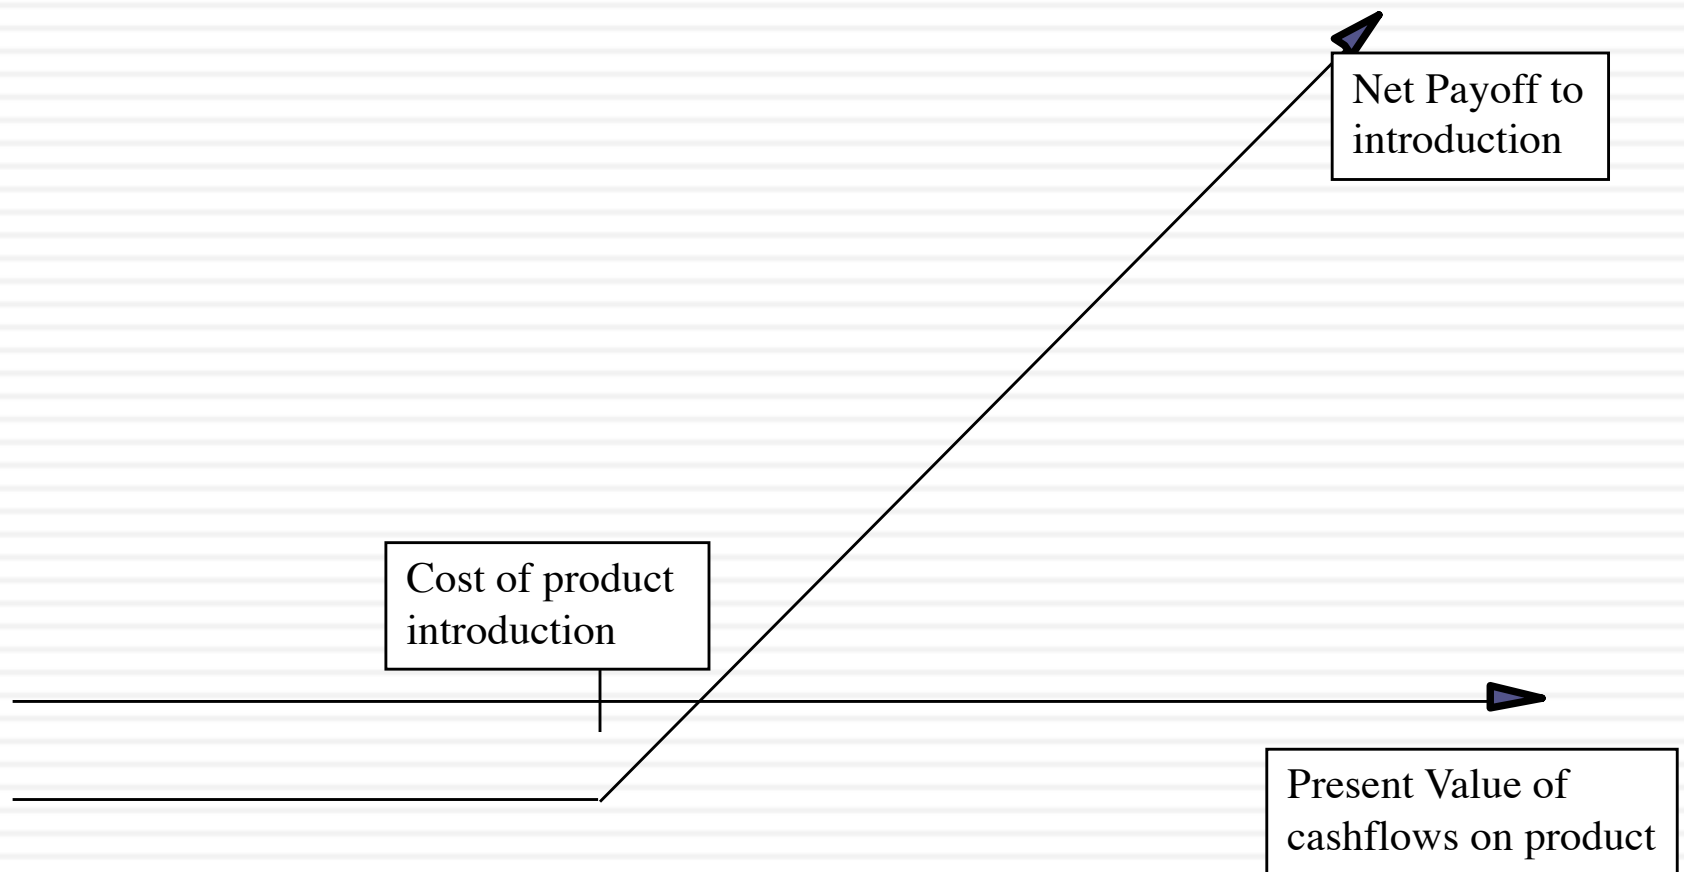 Net Payoff to
introduction
Cost of product
introduction
Present Value of
cashflows on product